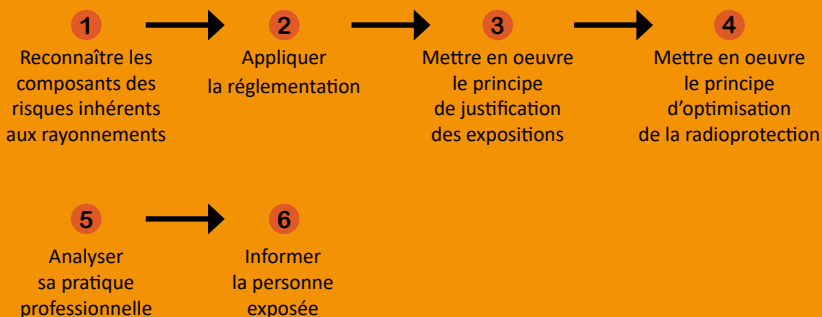 1
Reconnaître les
composants des
risques inhérents
aux rayonnements
2
Appliquer
la réglementation
3
Mettre en oeuvre
le principe
de justification
des expositions
4
Mettre en oeuvre
le principe
d'optimisation
de la radioprotection
5
Analyser
sa pratique
professionnelle
6
Informer
la personne
exposée